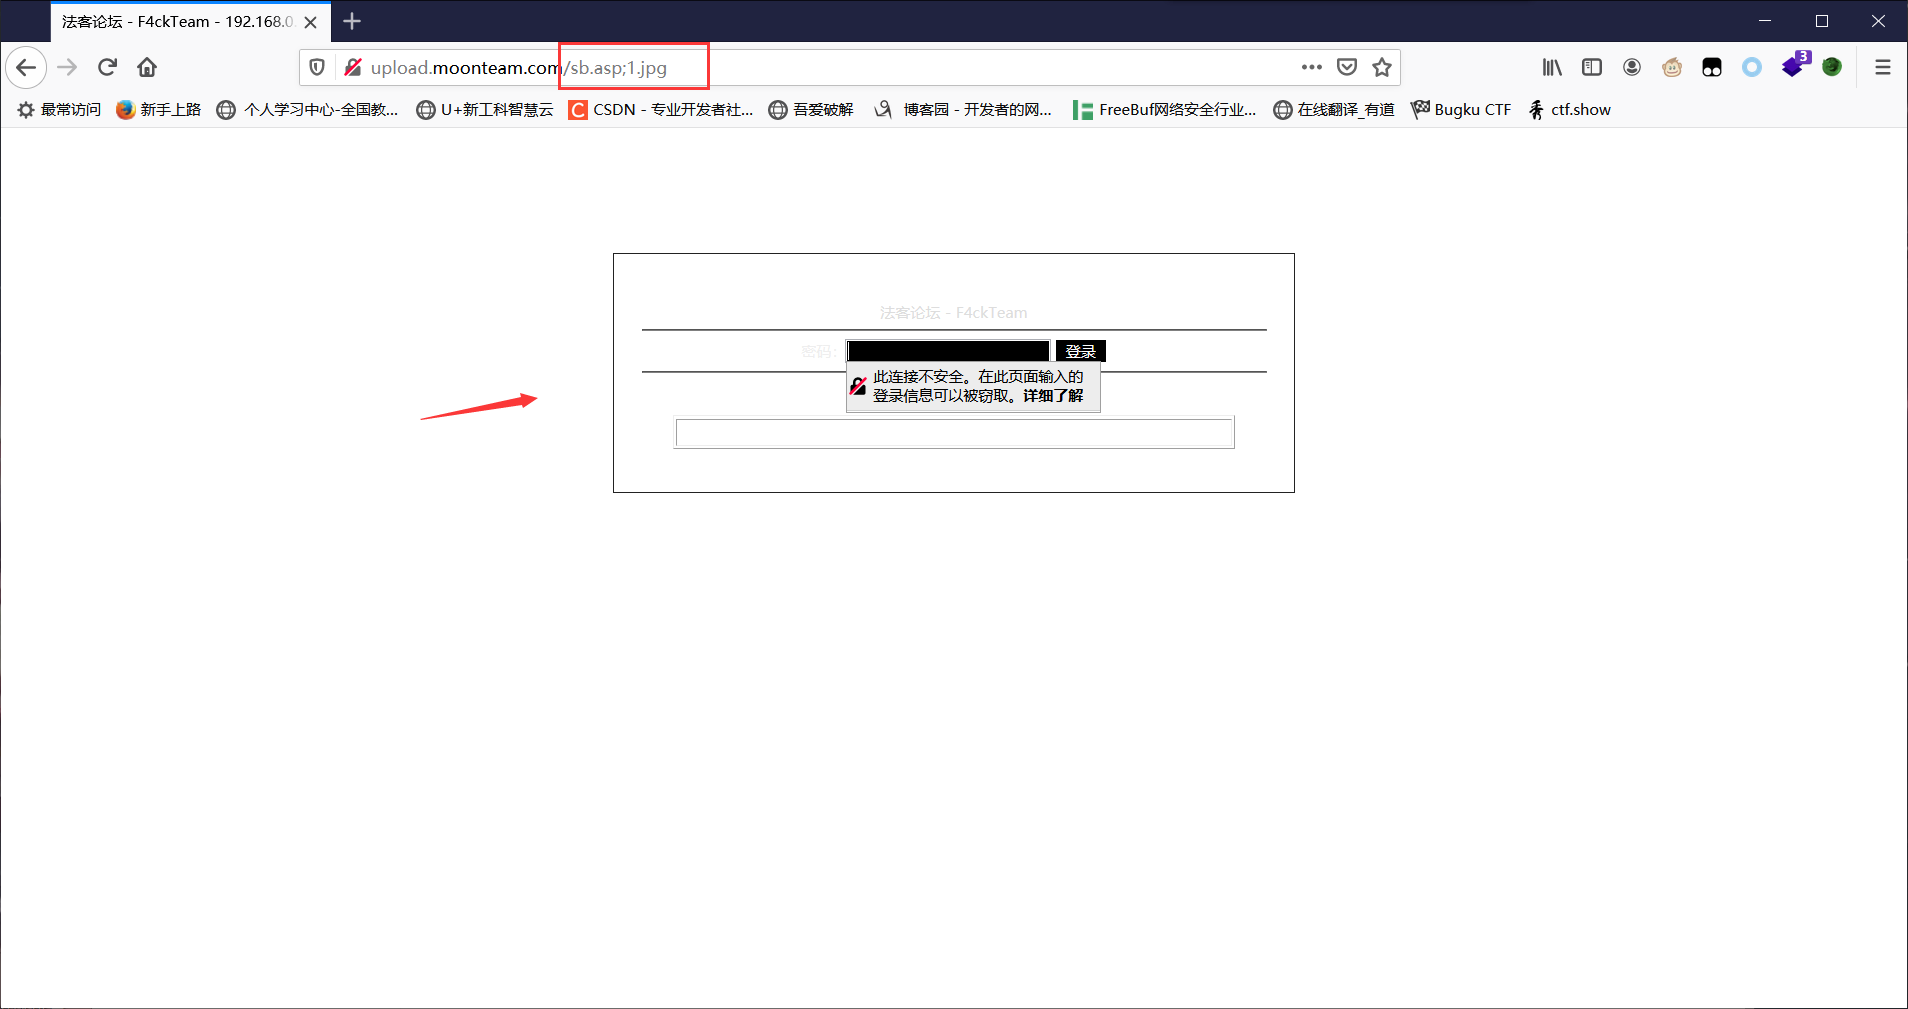 法客论坛 - F4ckTeam - 192.168.0
upload.moonteam.com/sb.asp;1.jpg
3
最常访问 新手上路 个人学习中心-全国教... U+新工科智慧云 CSDN - 专业开发者社... 吾爱破解 博客园 - 开发者的网... FreeBuf网络安全行业... 在线翻译_有道 Bugku CTF ctf.show
法客论坛 - F4ckTeam
密码: 登录
此连接不安全。在此页面输入的
登录信息可以被窃取。详细了解